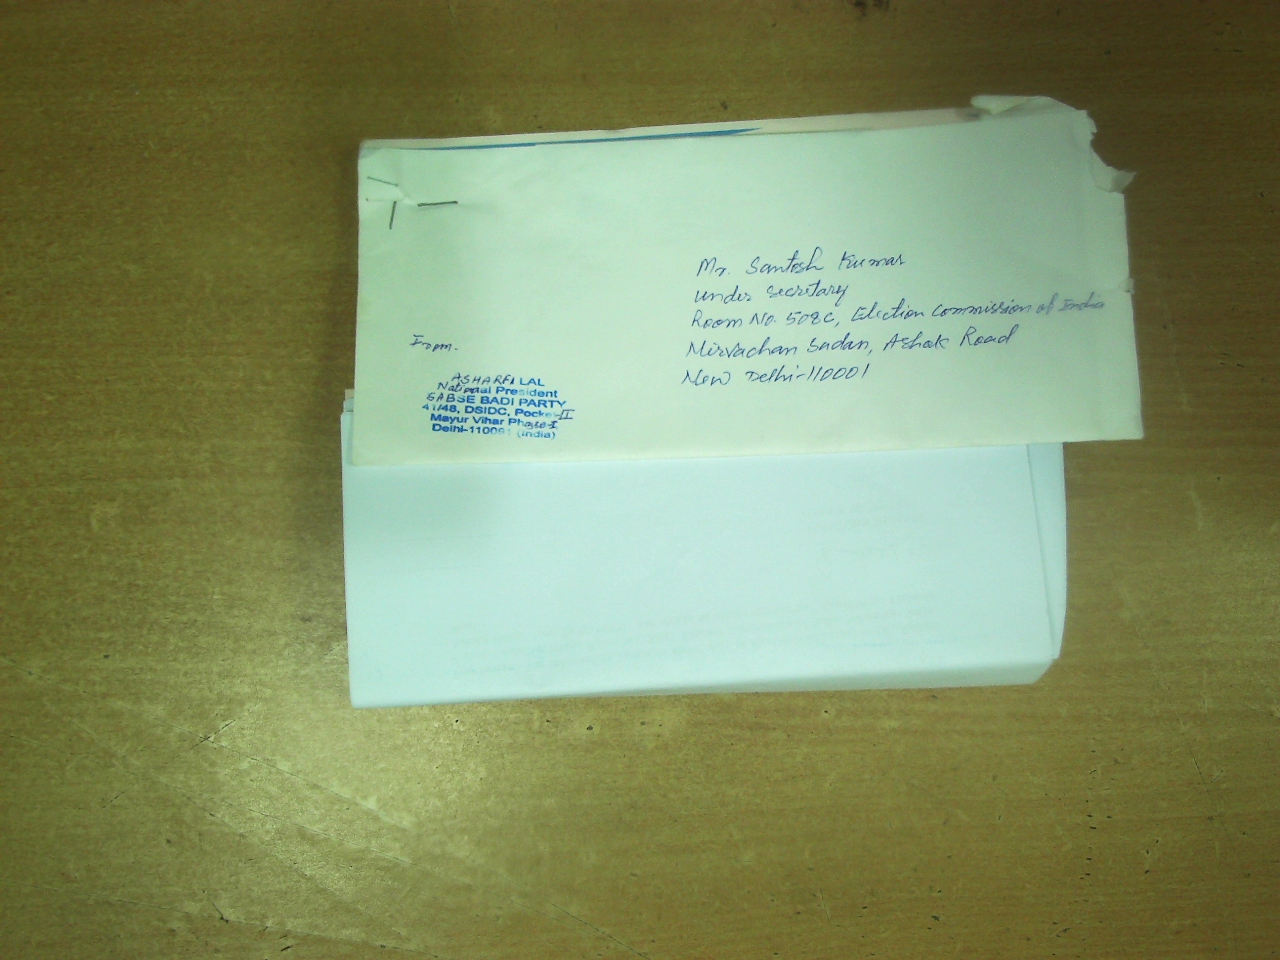 Mr. Santosh Kumar
Under Secretary
Room No. 508C, Election Commission of India
Nirvachan Sadan, Ashok Road
New Delhi-110001
From.
ASHARFI LAL
National President
SABSE BADI PARTY
41/48, DSIDC, Pocket-II
Mayur Vihar Phase-I
Delhi-110091 (India)